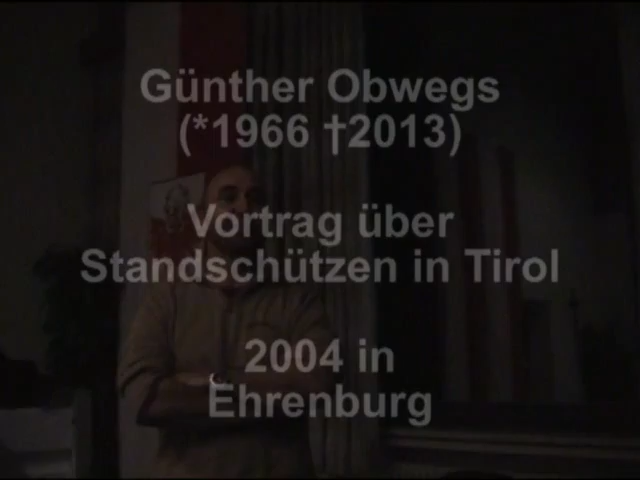 Günther Obwegs
(*1966 †2013)
Vortrag über
Standschützen in Tirol
2004 in
Ehrenburg